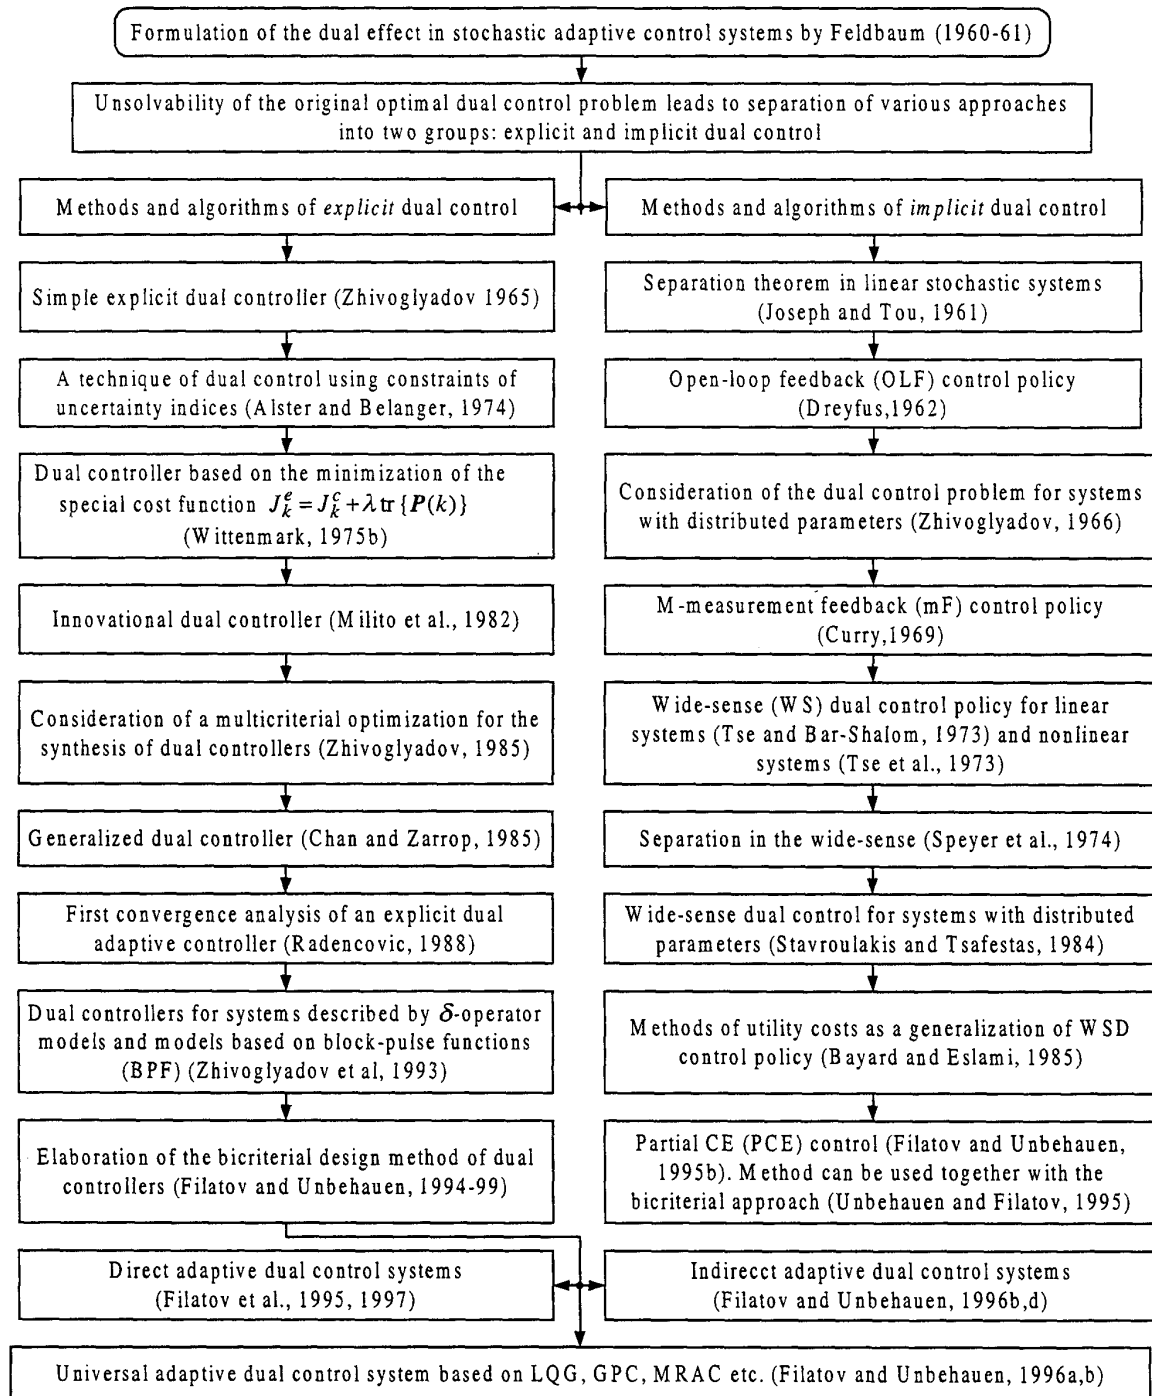 Formulation of the dual effect in stochastic adaptive control systems by Feldbaum (1960-61)
Unsolvability of the original optimal dual control problem leads to separation of various approaches
into two groups: explicit and implicit dual control
Methods and algorithms of explicit dual control
Simple explicit dual controller (Zhivoglyadov 1965)
A technique of dual control using constraints of
uncertainty indices (Alster and Belanger, 1974)
Dual controller based on the minimization of the
special cost function J_k^e = J_k^c + λ tr {P(k)}
(Wittenmark, 1975b)
Innovational dual controller (Milito et al., 1982)
Consideration of a multicriterial optimization for the
synthesis of dual controllers (Zhivoglyadov, 1985)
Generalized dual controller (Chan and Zarrop, 1985)
First convergence analysis of an explicit dual
adaptive controller (Radencovic, 1988)
Dual controllers for systems described by δ-operator
models and models based on block-pulse functions
(BPF) (Zhivoglyadov et al, 1993)
Elaboration of the bicriterial design method of dual
controllers (Filatov and Unbehauen, 1994-99)
Methods and algorithms of implicit dual control
Separation theorem in linear stochastic systems
(Joseph and Tou, 1961)
Open-loop feedback (OLF) control policy
(Dreyfus,1962)
Consideration of the dual control problem for systems
with distributed parameters (Zhivoglyadov, 1966)
M-measurement feedback (mF) control policy
(Curry,1969)
Wide-sense (WS) dual control policy for linear
systems (Tse and Bar-Shalom, 1973) and nonlinear
systems (Tse et al., 1973)
Separation in the wide-sense (Speyer et al., 1974)
Wide-sense dual control for systems with distributed
parameters (Stavroulakis and Tsafestas, 1984)
Methods of utility costs as a generalization of WSD
control policy (Bayard and Eslami, 1985)
Partial CE (PCE) control (Filatov and Unbehauen,
1995b). Method can be used together with the
bicriterial approach (Unbehauen and Filatov, 1995)
Direct adaptive dual control systems
(Filatov et al., 1995, 1997)
Indirecct adaptive dual control systems
(Filatov and Unbehauen, 1996b,d)
Universal adaptive dual control system based on LQG, GPC, MRAC etc. (Filatov and Unbehauen, 1996a,b)